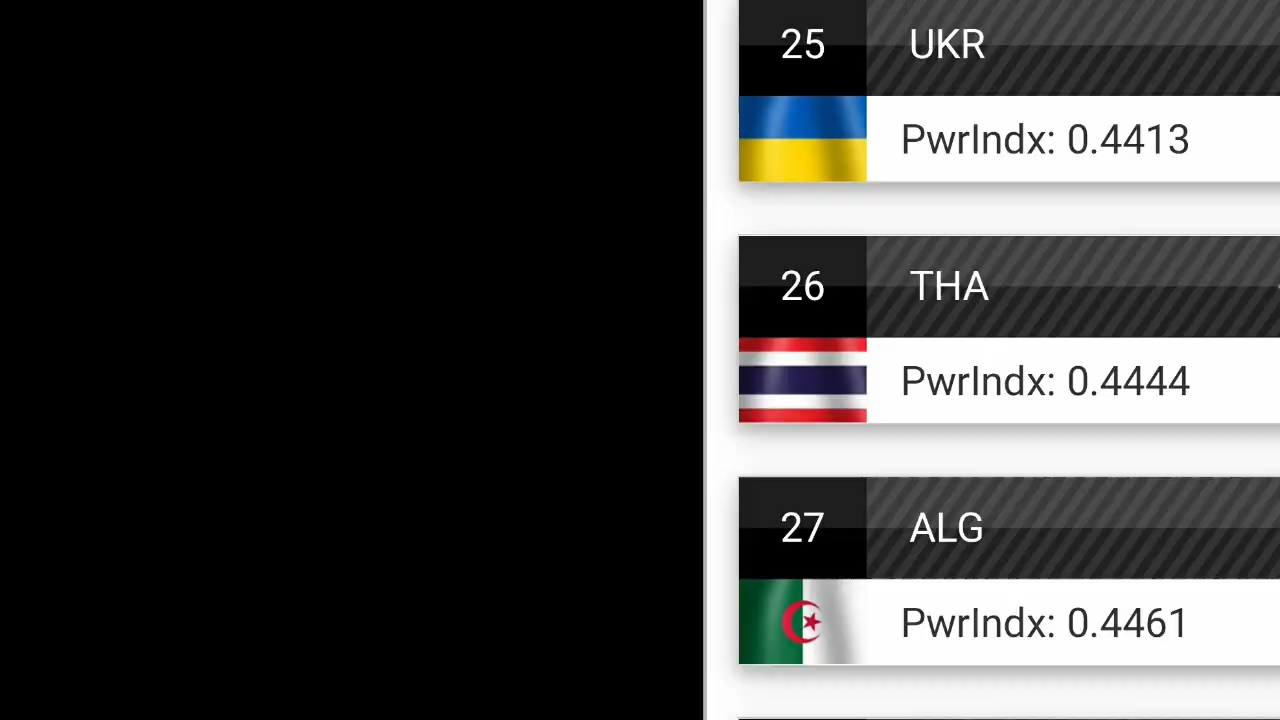 25 UKR
PwrIndx: 0.4413
26 THA
PwrIndx: 0.4444
27 ALG
PwrIndx: 0.4461